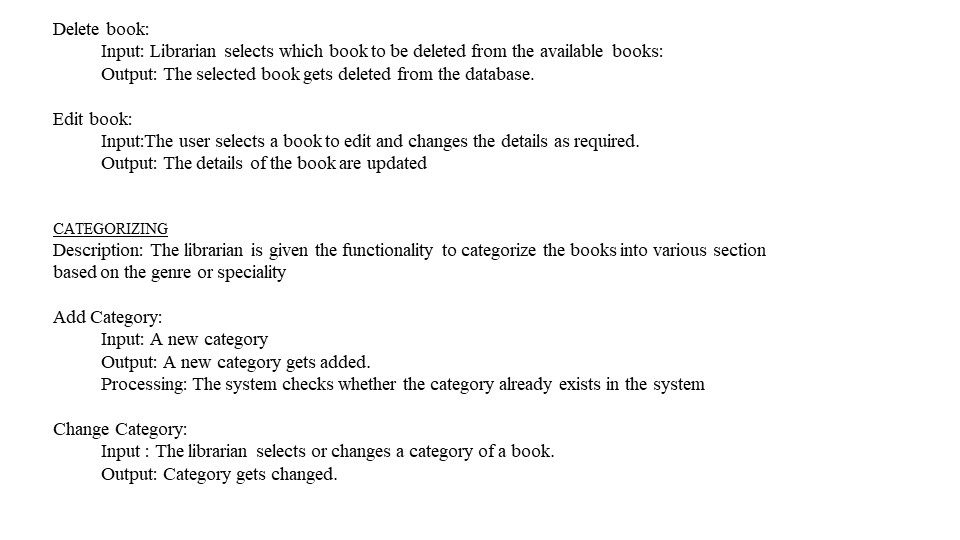 Delete book:
Input: Librarian selects which book to be deleted from the available books:
Output: The selected book gets deleted from the database.
Edit book:
Input:The user selects a book to edit and changes the details as required.
Output: The details of the book are updated
CATEGORIZING
Description: The librarian is given the functionality to categorize the books into various section
based on the genre or speciality
Add Category:
Input: A new category
Output: A new category gets added.
Processing: The system checks whether the category already exists in the system
Change Category:
Input : The librarian selects or changes a category of a book.
Output: Category gets changed.